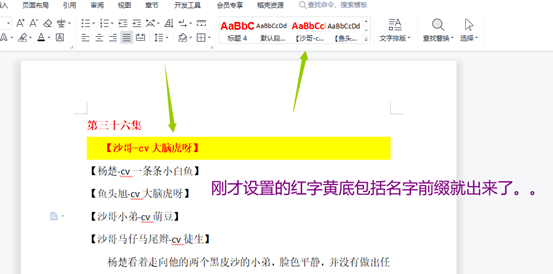 入 页面布局 引用 审阅 视图 章节 开发工具 会员专享 稻壳资源 查找命令、搜索模板
AaBbC AaBbCcDd AaBbCc AaBbCcDd
标题 4 默认段... 【沙哥-c... 【鱼头...
文字排版 查找替换 选择
第三十六集
【沙哥-cv 大脑虎呀】
【杨楚-cv 一条条小白鱼】
【鱼头旭-cv 大脑虎呀】
刚才设置的红字黄底包括名字前缀就出来了。。
【沙哥小弟-cv 萌豆】
【沙哥马仔马尾辫-cv 徒生】
杨楚看着走向他的两个黑皮沙的小弟，脸色平静，并没有做出任